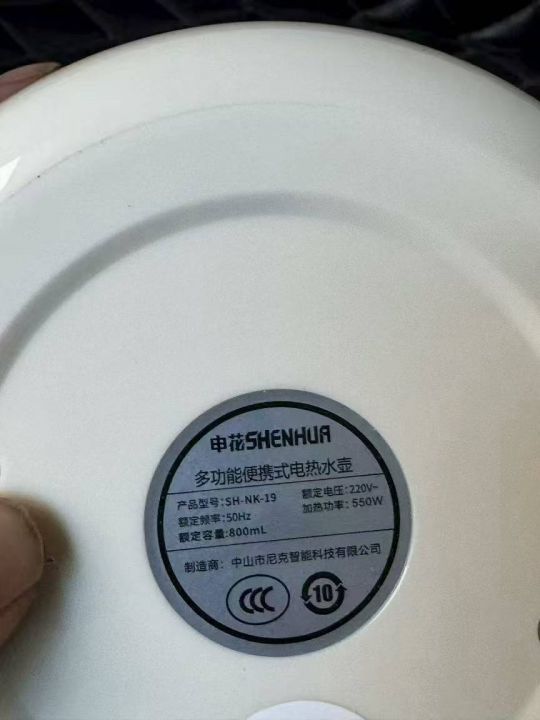 申花SHENHUA
多功能便携式电热水壶
产品型号：SH-NK-19 额定电压：220V~
额定频率：50Hz 加热功率：550W
额定容量：800mL
制造商：中山市尼克智能科技有限公司
CCC 10